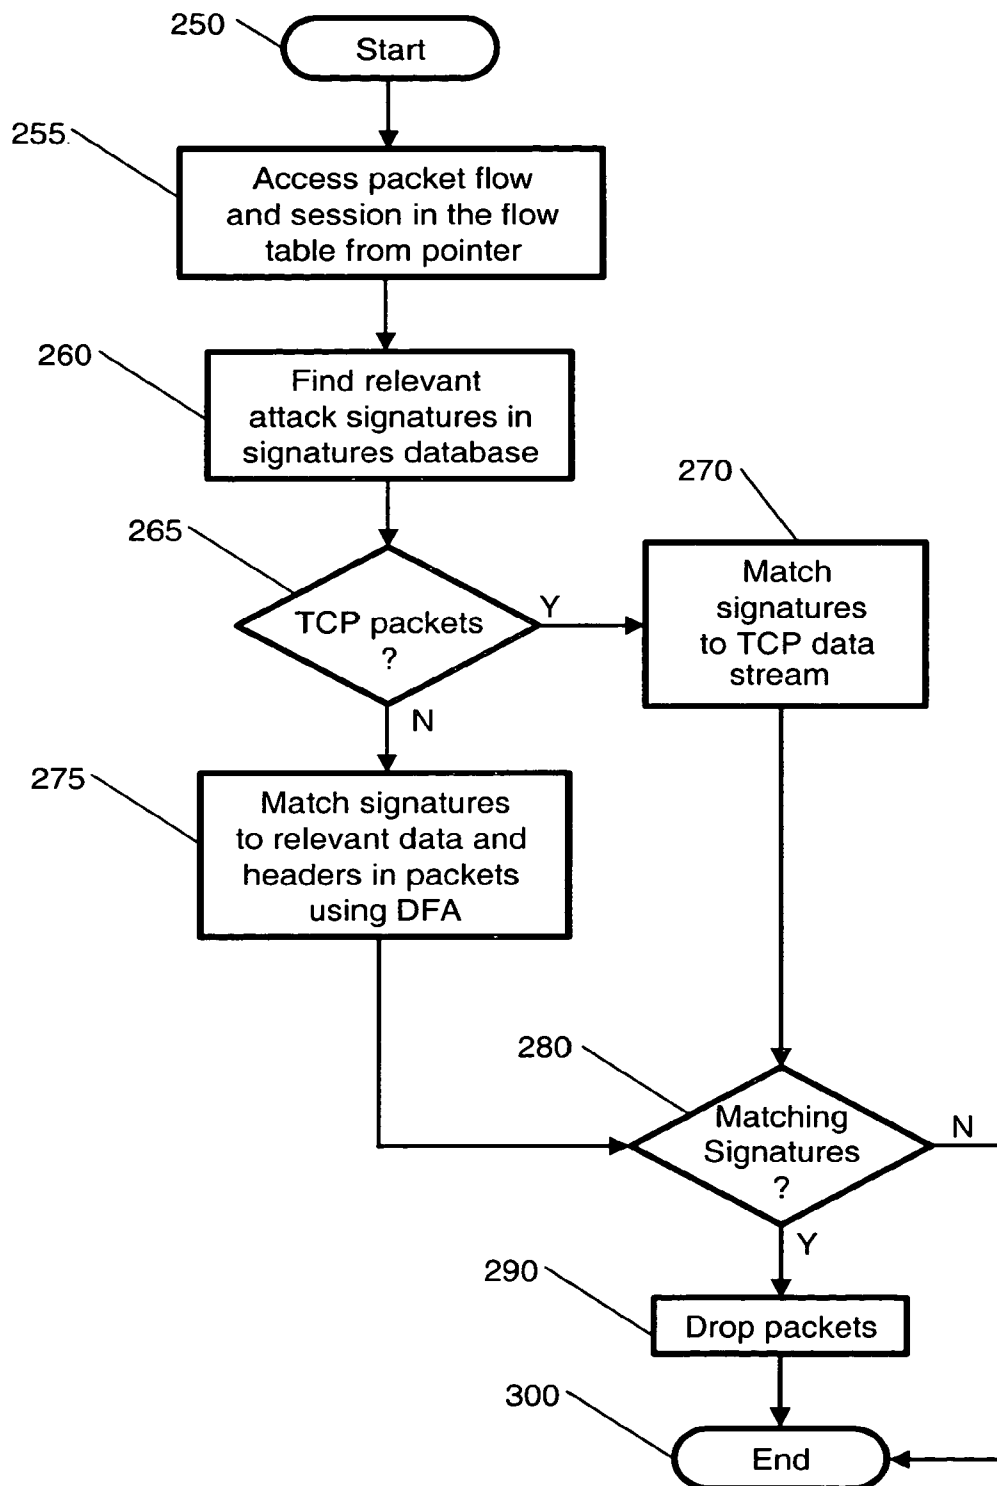 250
Start
255
Access packet flow
and session in the flow
table from pointer
260
Find relevant
attack signatures in
signatures database
270
265
TCP packets
?
Y
N
Match
signatures
to TCP data
stream
275
Match signatures
to relevant data and
headers in packets
using DFA
280
Matching
Signatures
?
N
Y
290
Drop packets
300
End